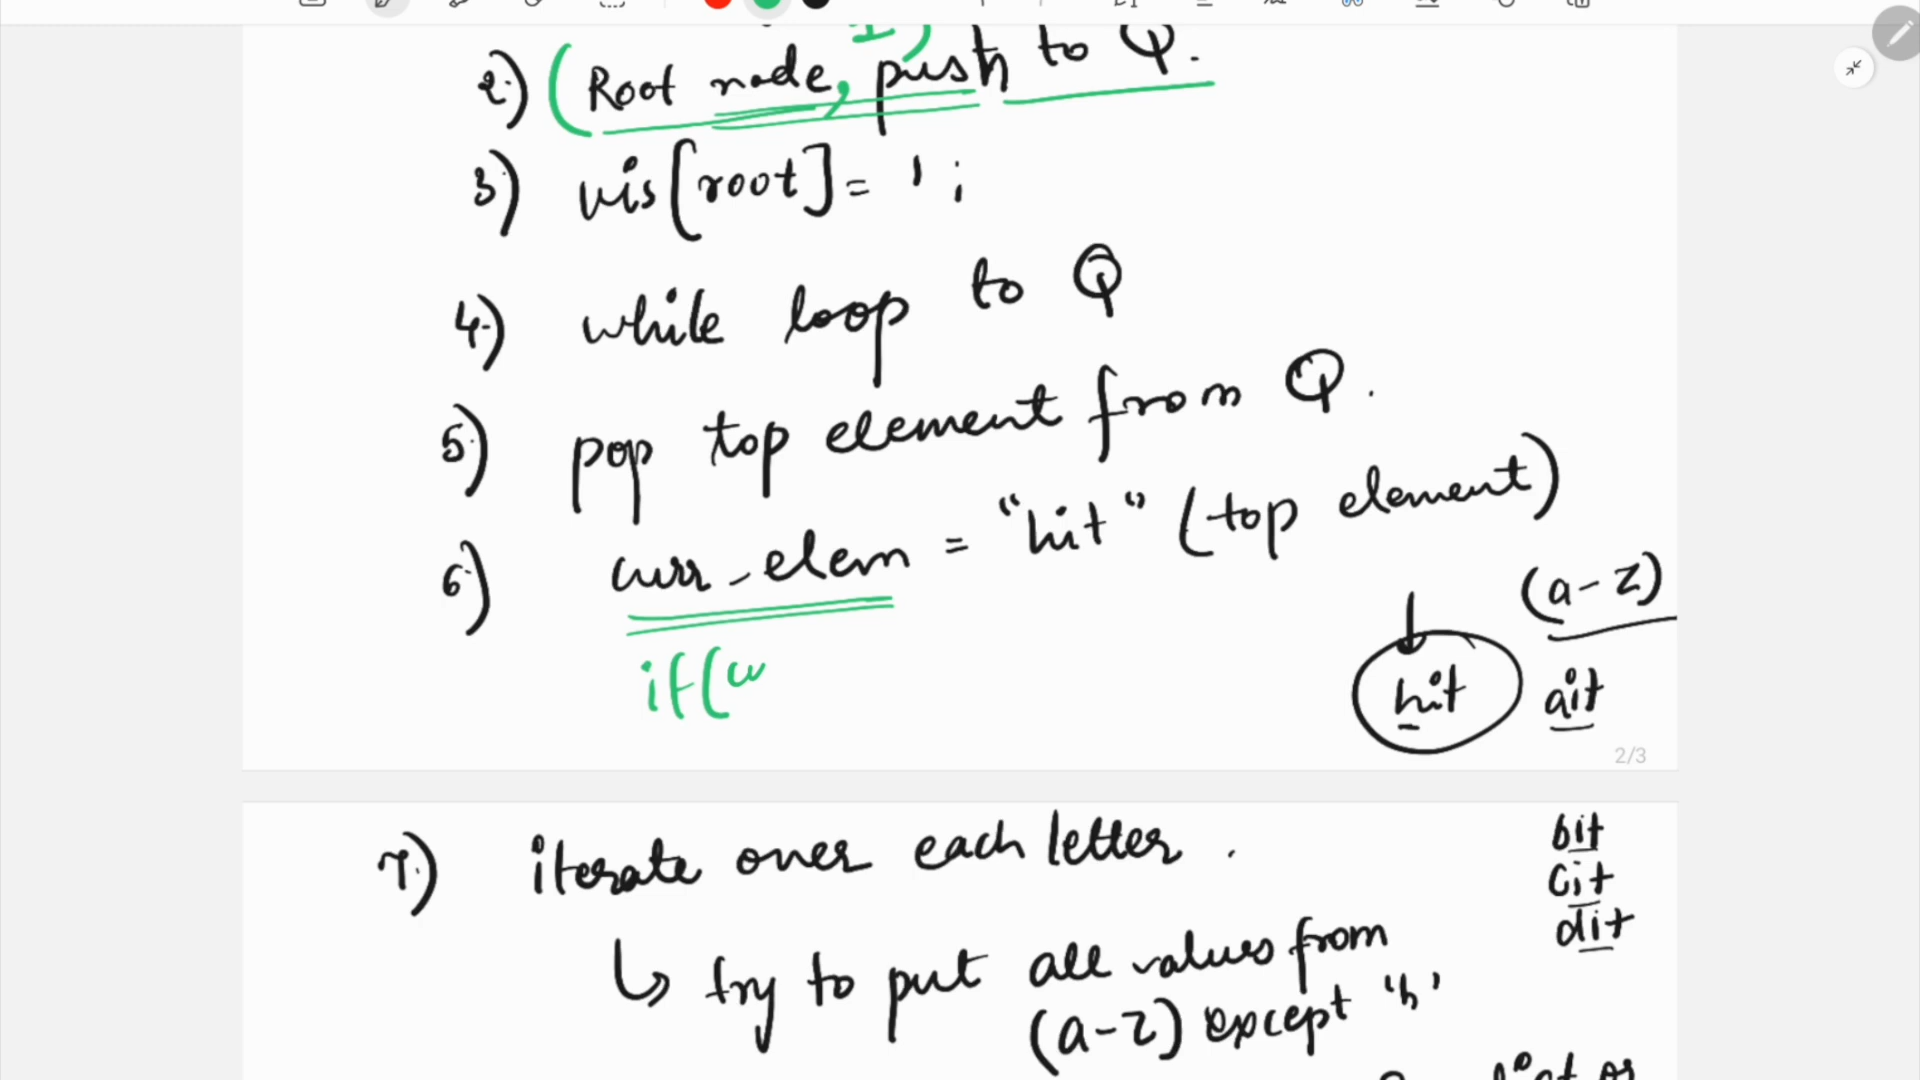 2.) (Root node, push to Q.
3) vis[root] = 1;
4.) while loop to Q
5.) pop top element from Q.
6.) curr_elem = "hit" (top element)
(a-z)
if(
hit ait
2/3
bit
7.) iterate over each letter.
cit
dit
↳ try to put all values from
(a-z) except 'h'